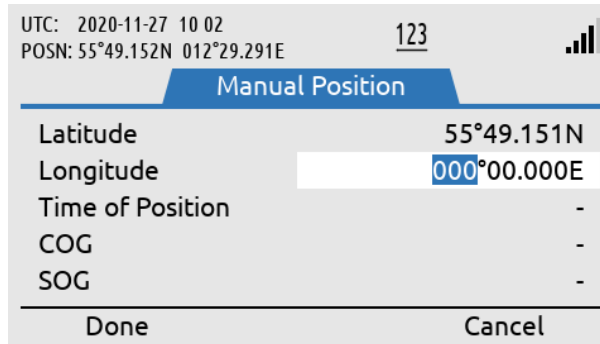 UTC: 2020-11-27 10 02
123
POSN: 55°49.152N 012°29.291E
Manual Position
Latitude 55°49.151N
Longitude 000°00.000E
Time of Position -
COG -
SOG -
Done Cancel